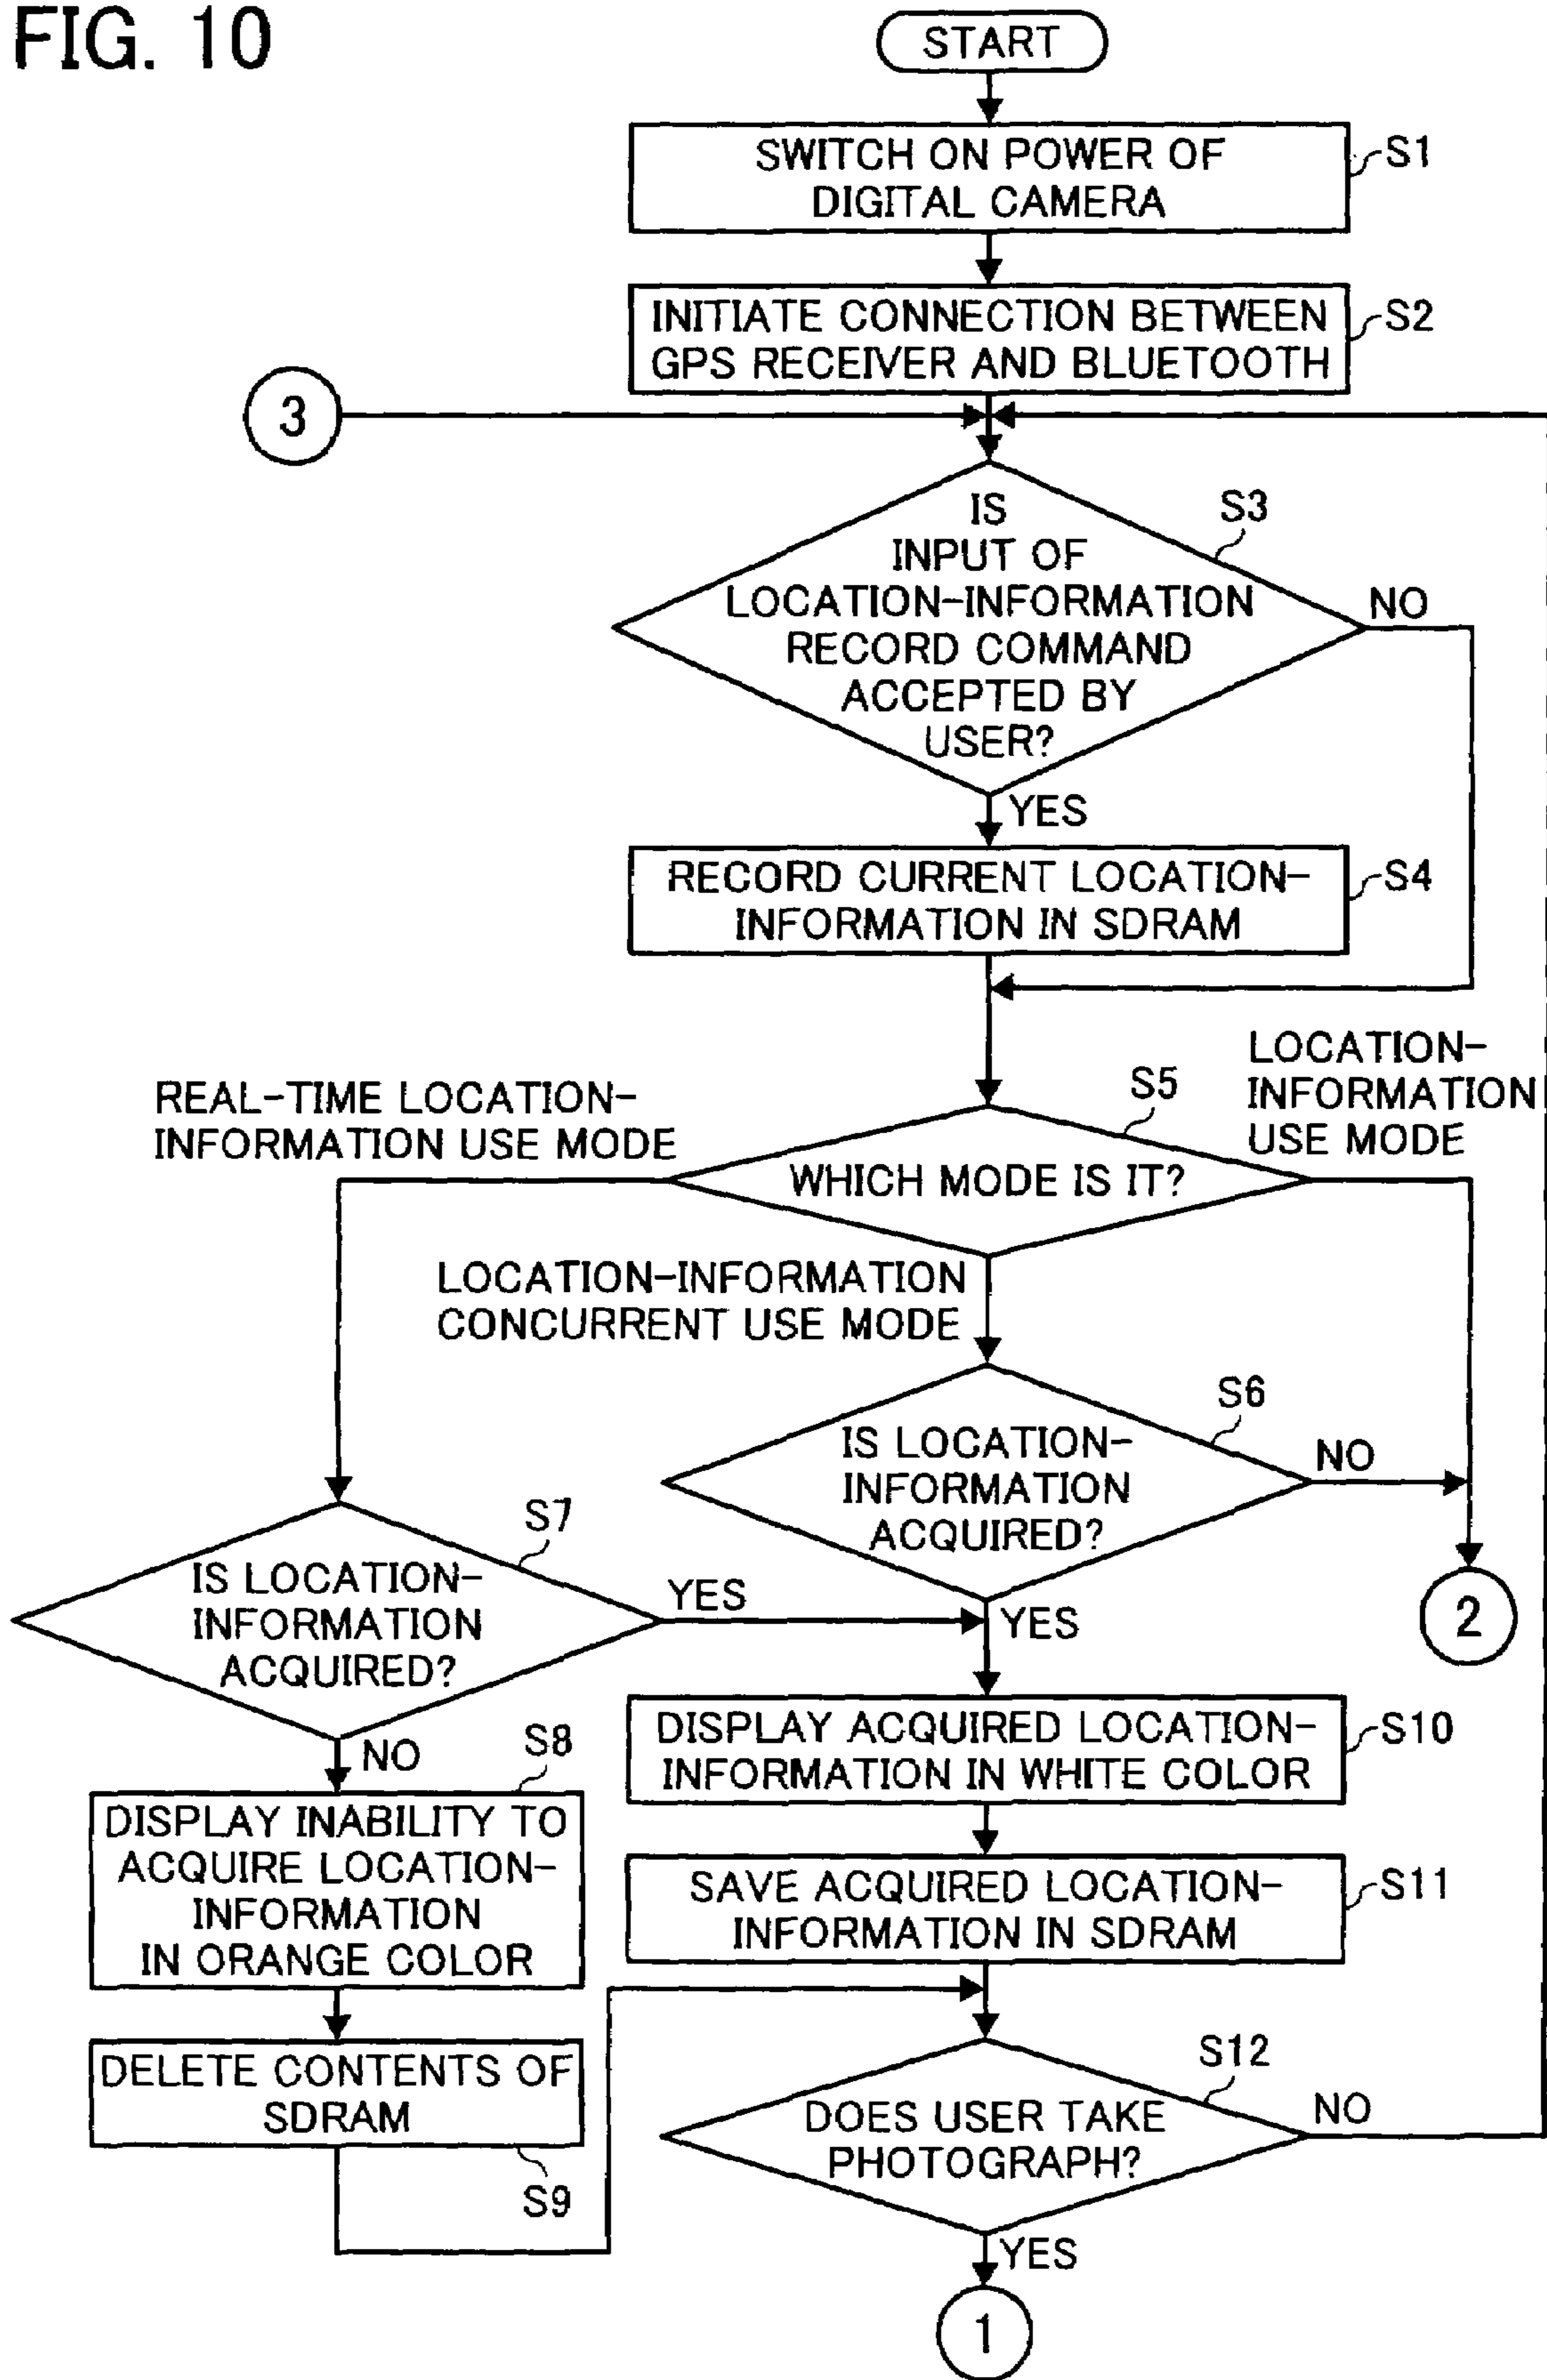 FIG. 10
START
SWITCH ON POWER OF
DIGITAL CAMERA
S1
INITIATE CONNECTION BETWEEN
GPS RECEIVER AND BLUETOOTH
S2
3
IS
INPUT OF
LOCATION-INFORMATION
RECORD COMMAND
ACCEPTED BY
USER?
S3
NO
YES
RECORD CURRENT LOCATION-
INFORMATION IN SDRAM
S4
REAL-TIME LOCATION-
INFORMATION USE MODE
S5
LOCATION-
INFORMATION
USE MODE
WHICH MODE IS IT?
LOCATION-INFORMATION
CONCURRENT USE MODE
S6
IS LOCATION-
INFORMATION
ACQUIRED?
NO
S7
IS LOCATION-
INFORMATION
ACQUIRED?
YES
YES
2
NO
S8
DISPLAY INABILITY TO
ACQUIRE LOCATION-
INFORMATION
IN ORANGE COLOR
DISPLAY ACQUIRED LOCATION-
INFORMATION IN WHITE COLOR
S10
SAVE ACQUIRED LOCATION-
INFORMATION IN SDRAM
S11
DELETE CONTENTS OF
SDRAM
S9
S12
DOES USER TAKE
PHOTOGRAPH?
NO
YES
1